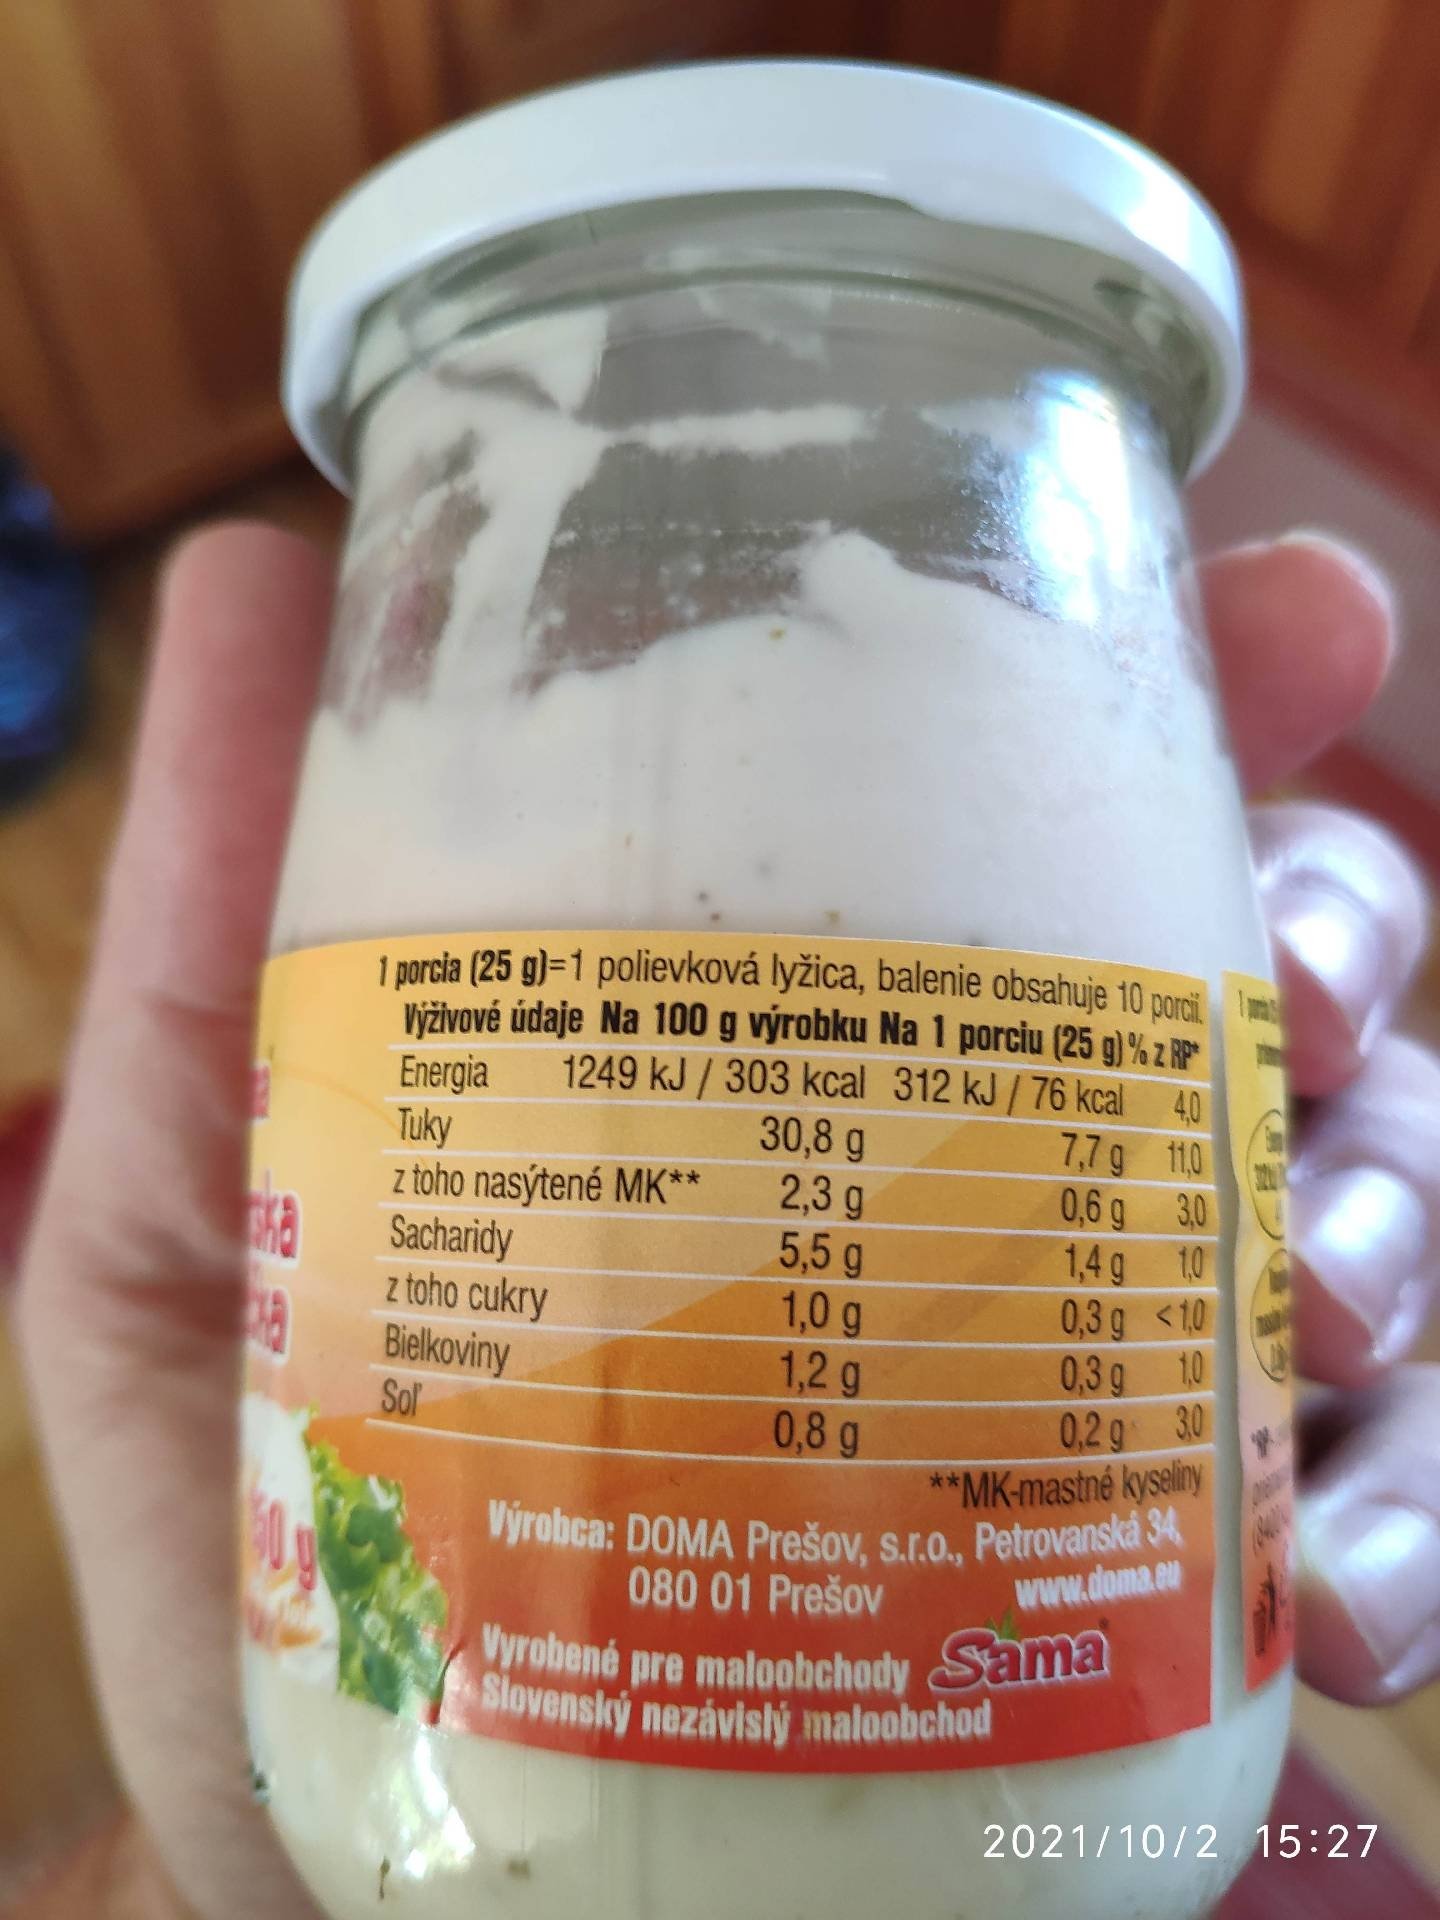 1 porcia (25 g)=1 polievková lyžica, balenie obsahuje 10 porcií.
Výživové údaje Na 100 g výrobku Na 1 porciu (25 g) % z RP*
Energia 1249 kJ / 303 kcal 312 kJ / 76 kcal 4,0
Tuky 30,8 g 7,7 g 11,0
z toho nasýtené MK** 2,3 g 0,6 g 3,0
Sacharidy 5,5 g 1,4 g 1,0
z toho cukry 1,0 g 0,3 g <1,0
Bielkoviny 1,2 g 0,3 g 1,0
Soľ 0,8 g 0,2 g 3,0
**MK-mastné kyseliny
Výrobca: DOMA Prešov, s.r.o., Petrovanská 34,
080 01 Prešov www.doma.eu
Vyrobené pre maloobchody Sama
Slovenský nezávislý maloobchod
2021/10/2 15:27